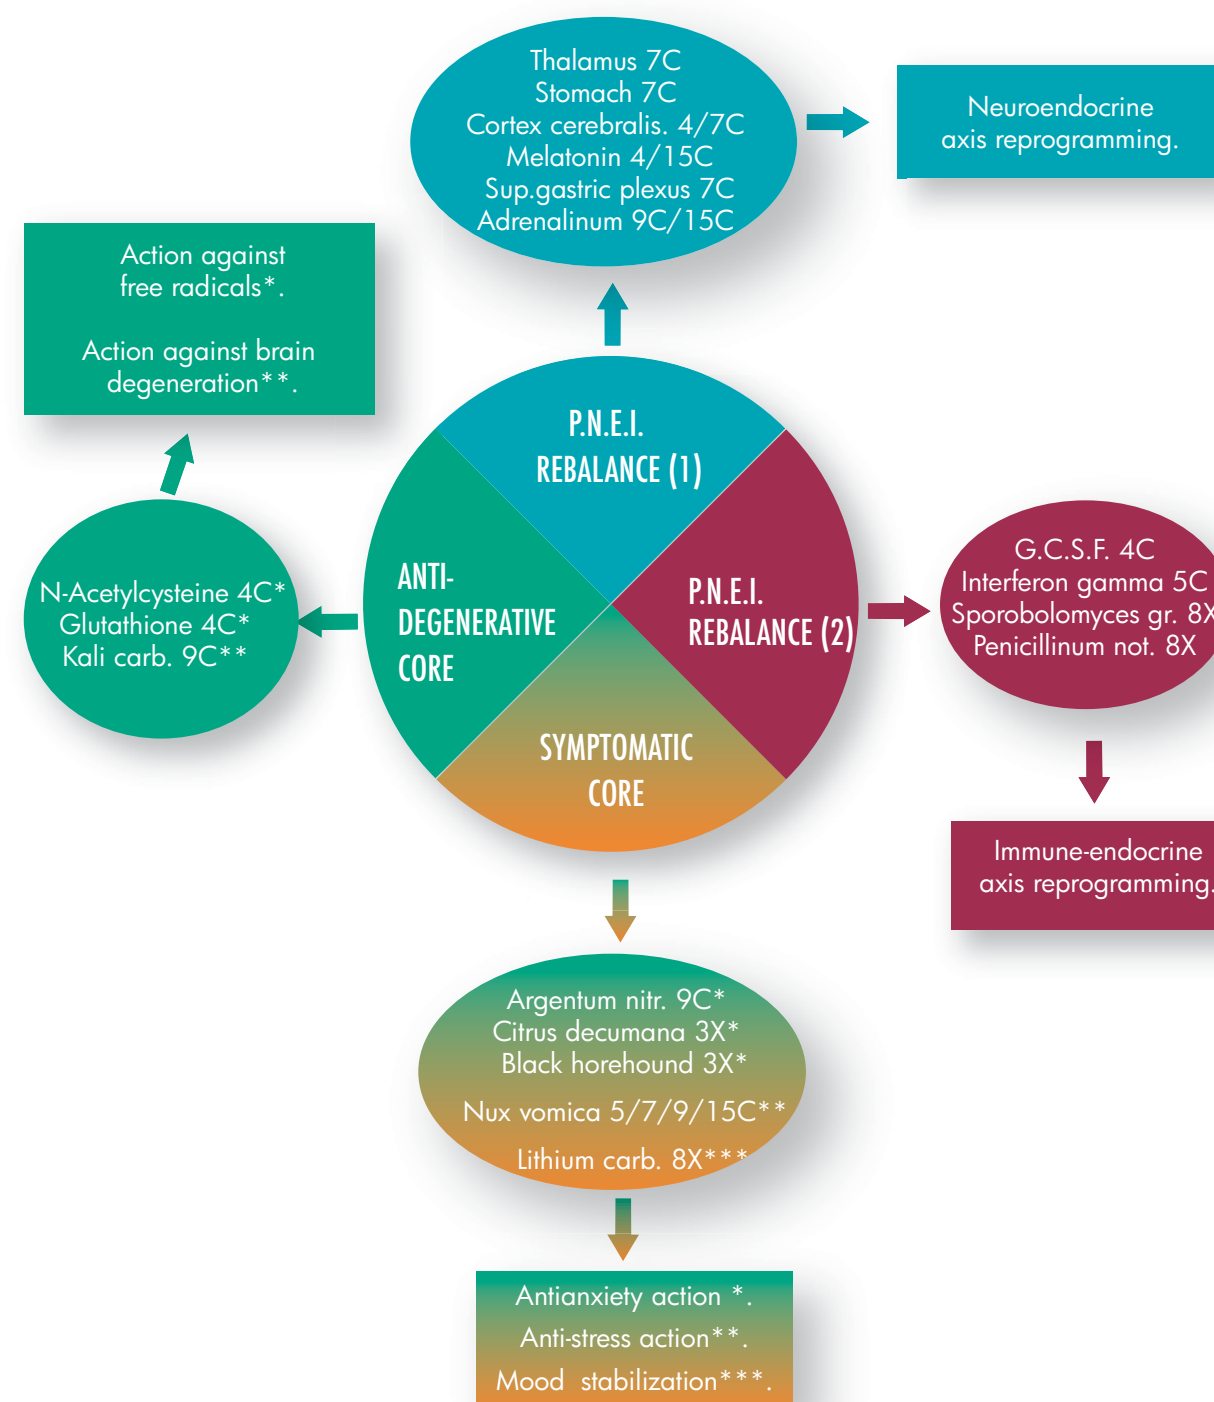 Thalamus 7C
Stomach 7C
Cortex cerebralis. 4/7C
Melatonin 4/15C
Sup.gastric plexus 7C
Adrenalinum 9C/15C
Neuroendocrine
axis reprogramming.
Action against
free radicals*.
Action against brain
degeneration**.
P.N.E.I.
REBALANCE (1)
N-Acetylcysteine 4C*
Glutathione 4C*
Kali carb. 9C**
ANTI-
DEGENERATIVE
CORE
P.N.E.I.
REBALANCE (2)
G.C.S.F. 4C
Interferon gamma 5C
Sporobolomyces gr. 8X
Penicillinum not. 8X
SYMPTOMATIC
CORE
Immune-endocrine
axis reprogramming.
Argentum nitr. 9C*
Citrus decumana 3X*
Black horehound 3X*
Nux vomica 5/7/9/15C**
Lithium carb. 8X***
Antianxiety action *.
Anti-stress action**.
Mood stabilization***.